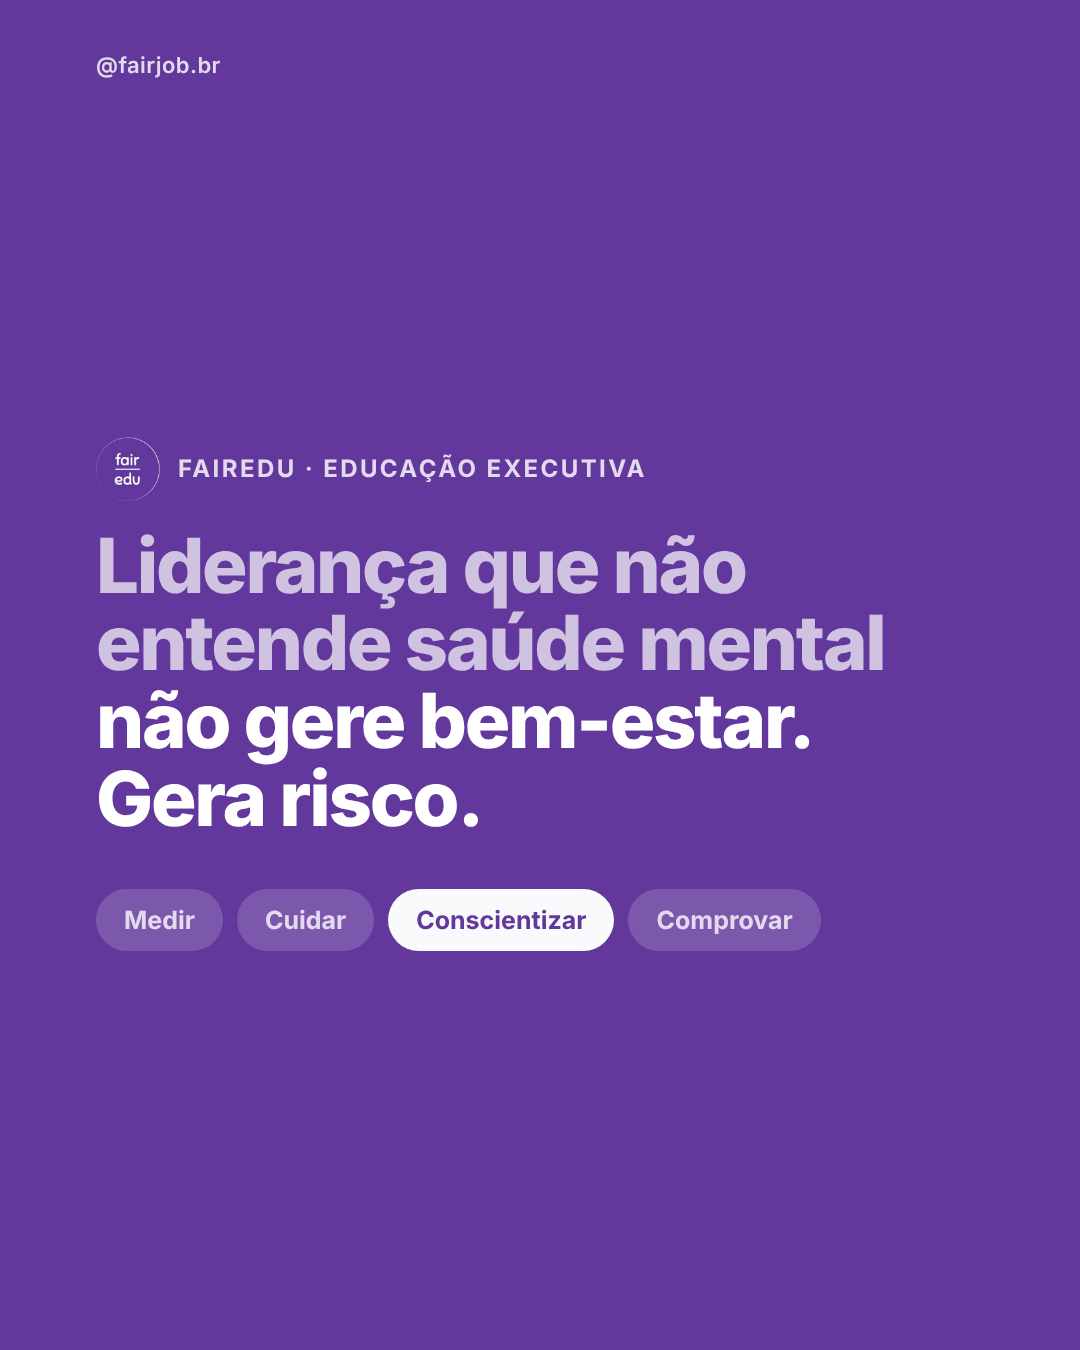 @fairjob.br
fair
edu
FAIREDU · EDUCAÇÃO EXECUTIVA
Liderança que não
entende saúde mental
não gere bem-estar.
Gera risco.
Medir Cuidar Conscientizar Comprovar